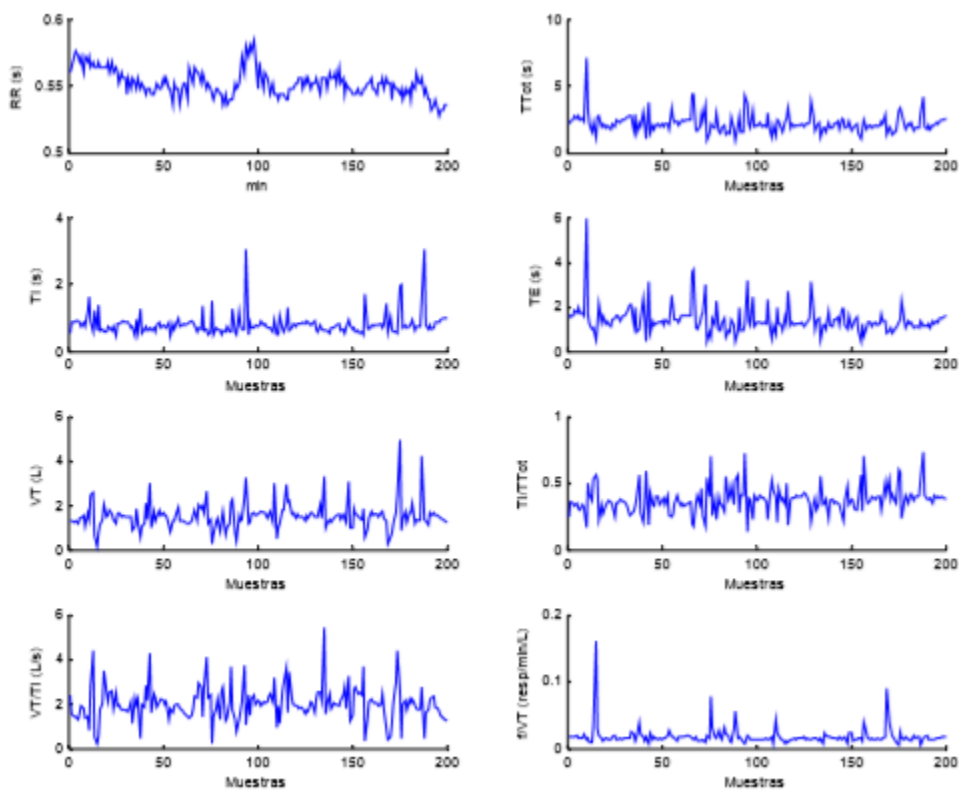 0.6
RR (s)
0.55
0.5
0 50 100 150 200
min
10
TTot (s)
5
0
0 50 100 150 200
Muestras
4
TI (s)
2
0
0 50 100 150 200
Muestras
6
TE (s)
4
2
0
0 50 100 150 200
Muestras
6
VT (L)
4
2
0
0 50 100 150 200
Muestras
1
TI/TTot
0.5
0
0 50 100 150 200
Muestras
6
VT/TI (L/s)
4
2
0
0 50 100 150 200
Muestras
0.2
f/VT (resp/min/L)
0.1
0
0 50 100 150 200
Muestras